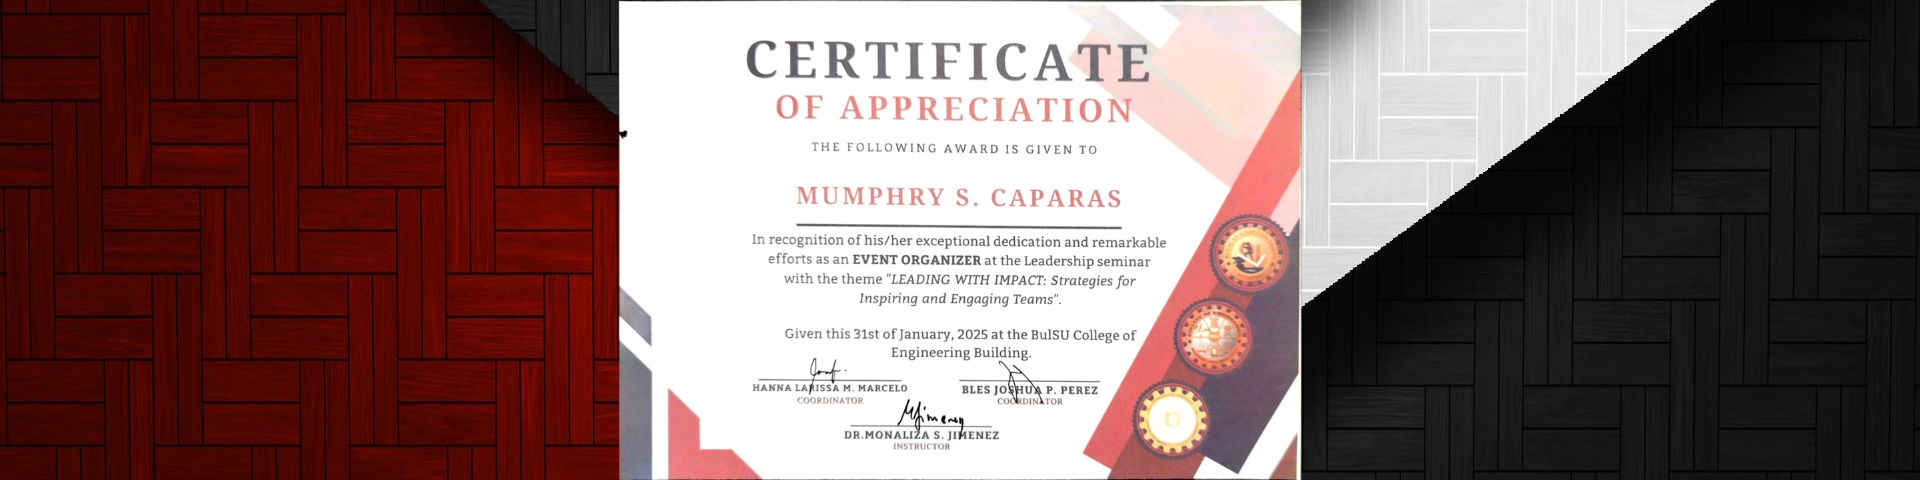 CERTIFICATE
OF APPRECIATION
THE FOLLOWING AWARD IS GIVEN TO
MUMPHRY S. CAPARAS
In recognition of his/her exceptional dedication and remarkable
efforts as an EVENT ORGANIZER at the Leadership seminar
with the theme "LEADING WITH IMPACT: Strategies for
Inspiring and Engaging Teams".
Given this 31st of January, 2025 at the BulSU College of
Engineering Building.
HANNA LARISSA M. MARCELO
COORDINATOR
BLES JOSHUA P. PEREZ
COORDINATOR
DR.MONALIZA S. JIMENEZ
INSTRUCTOR